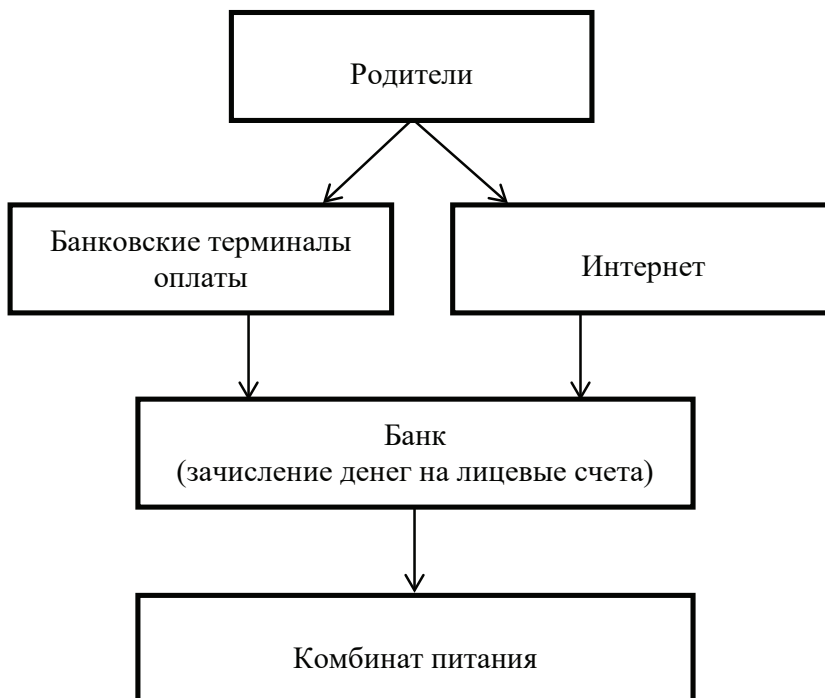 Родители
Банковские терминалы
оплаты
Интернет
Банк
(зачисление денег на лицевые счета)
Комбинат питания